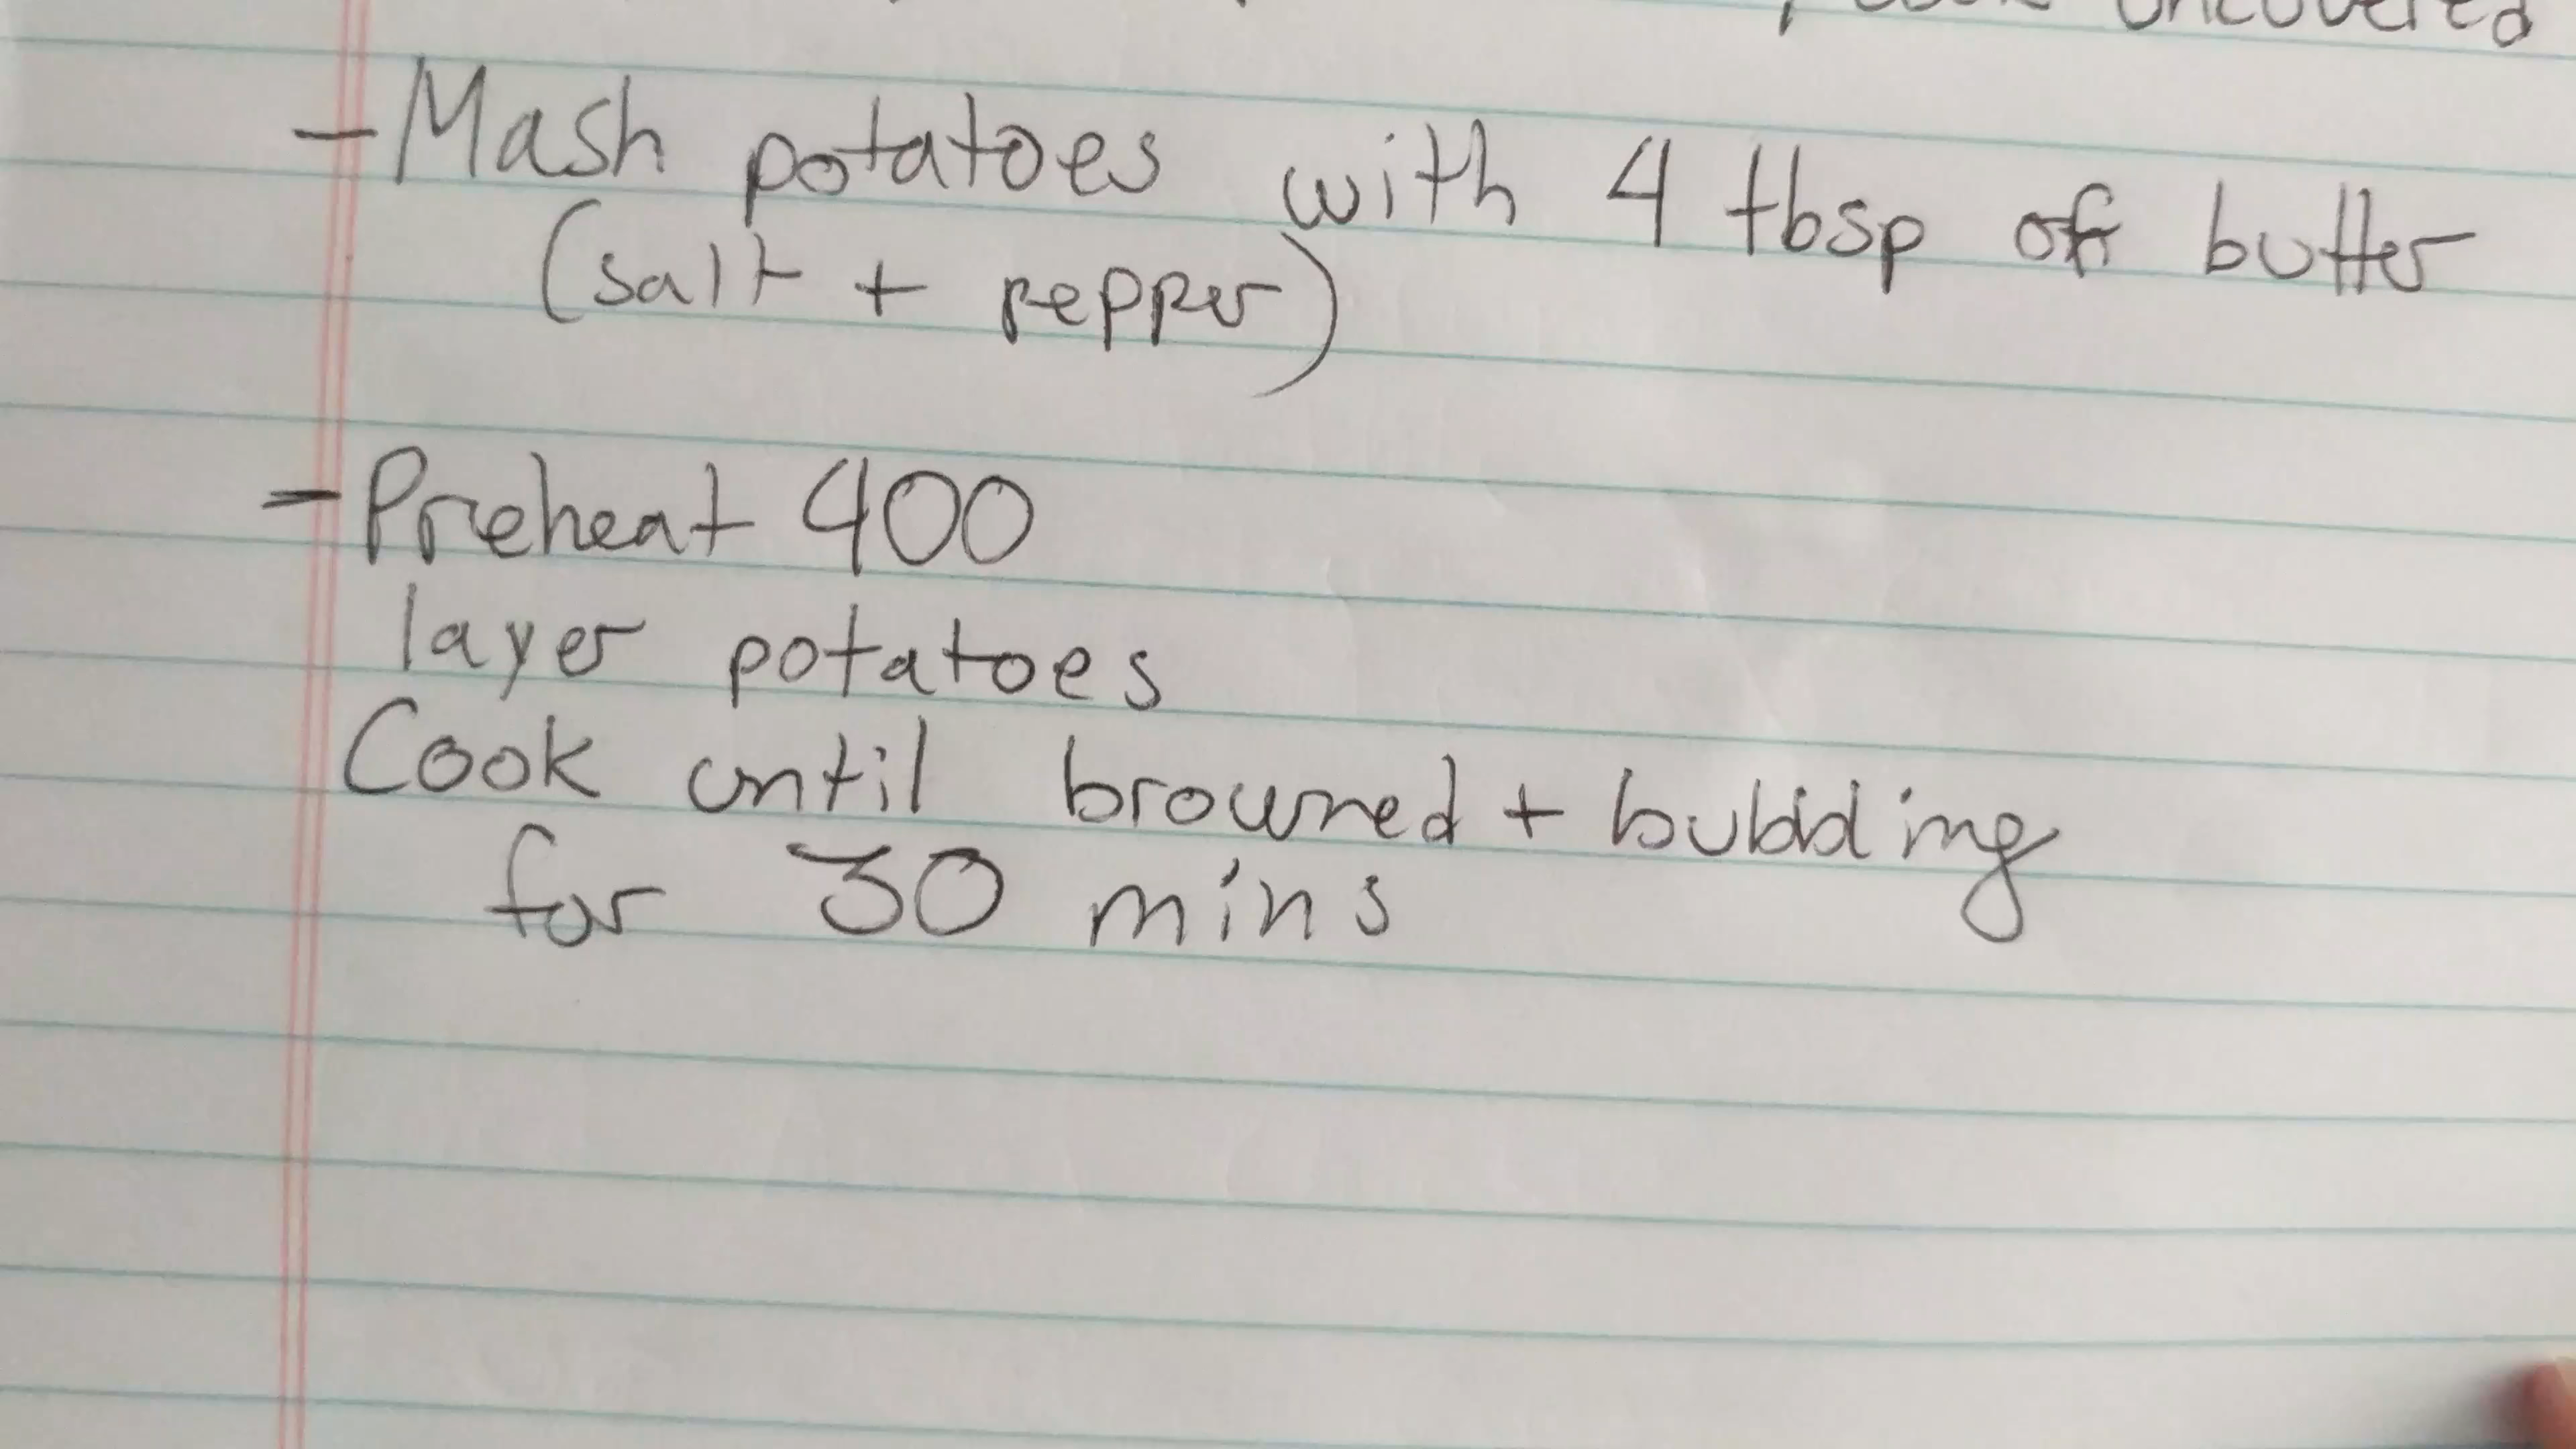 uncovered
- Mash potatoes with 4 tbsp of butter
(salt + pepper)
- Preheat 400
layer potatoes
Cook until browned + bubbling
for 30 mins